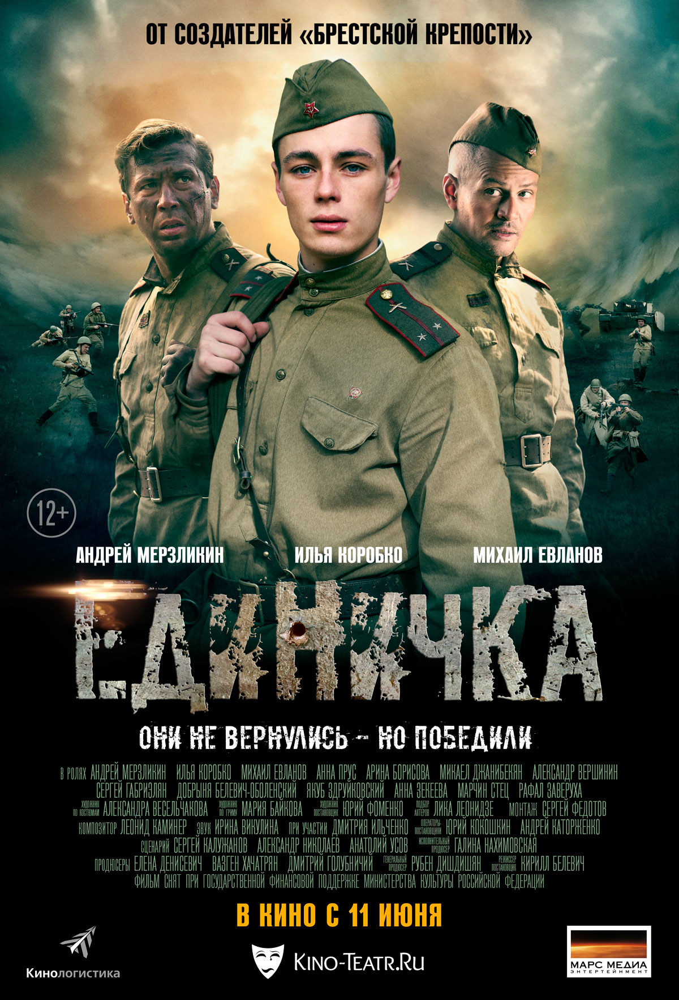 ОТ СОЗДАТЕЛЕЙ «БРЕСТСКОЙ КРЕПОСТИ»
12+
АНДРЕЙ МЕРЗЛИКИН ИЛЬЯ КОРОБКО МИХАИЛ ЕВЛАНОВ
ЕДИНИЧКА
ОНИ НЕ ВЕРНУЛИСЬ – НО ПОБЕДИЛИ
В РОЛЯХ АНДРЕЙ МЕРЗЛИКИН ИЛЬЯ КОРОБКО МИХАИЛ ЕВЛАНОВ АННА ПРУС АРИНА БОРИСОВА МИКАЕЛ ДЖАНИБЕКЯН АЛЕКСАНДР ВЕРШИНИН
СЕРГЕЙ ГАБРИЭЛЯН ДОБРЫНЯ БЕЛЕВИЧ-ОБОЛЕНСКИЙ ЯКУБ ЗДРУЙКОВСКИЙ АННА ЗЕКЕЕВА МАРЧИН СТЕЦ РАФАЛ ЗАВЕРУХА
ХУДОЖНИК ПО КОСТЮМАМ АЛЕКСАНДРА ВЕСЕЛЬЧАКОВА ХУДОЖНИК ПО ГРИМУ МАРИЯ БАЙКОВА ХУДОЖНИК ПОСТАНОВЩИК ЮРИЙ ФОМЕНКО ПОДБОР АКТЁРОВ ЛИКА ЛЕОНИДЗЕ МОНТАЖ СЕРГЕЙ ФЕДОТОВ
КОМПОЗИТОР ЛЕОНИД КАМИНЕР ЗВУК ИРИНА ВИКУЛИНА ПРИ УЧАСТИИ ДМИТРИЯ ИЛЬЧЕНКО ОПЕРАТОРЫ-ПОСТАНОВЩИКИ ЮРИЙ КОКОШКИН АНДРЕЙ КАТОРЖЕНКО
СЦЕНАРИЙ СЕРГЕЙ КАЛУЖАНОВ АЛЕКСАНДР НИКОЛАЕВ АНАТОЛИЙ УСОВ ИСПОЛНИТЕЛЬНЫЙ ПРОДЮСЕР ГАЛИНА НАХИМОВСКАЯ
ПРОДЮСЕРЫ ЕЛЕНА ДЕНИСЕВИЧ ВАЗГЕН ХАЧАТРЯН ДМИТРИЙ ГОЛУБНИЧИЙ ГЕНЕРАЛЬНЫЙ ПРОДЮСЕР РУБЕН ДИШДИШЯН РЕЖИССЕР ПОСТАНОВЩИК КИРИЛЛ БЕЛЕВИЧ
ФИЛЬМ СНЯТ ПРИ ГОСУДАРСТВЕННОЙ ФИНАНСОВОЙ ПОДДЕРЖКЕ МИНИСТЕРСТВА КУЛЬТУРЫ РОССИЙСКОЙ ФЕДЕРАЦИИ
В КИНО С 11 ИЮНЯ
Кинологистика
KINO-TEATR.RU
МАРС МЕДИА
ЭНТЕРТЕЙНМЕНТ